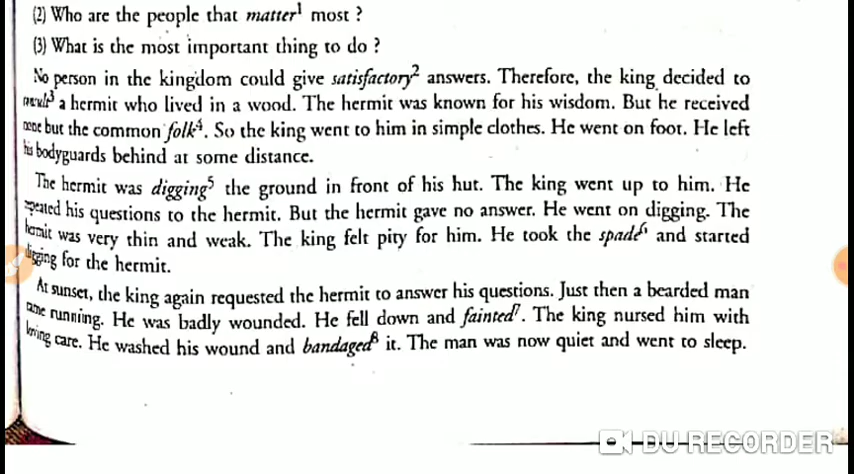 (2) Who are the people that matter¹ most ?
(3) What is the most important thing to do ?
No person in the kingdom could give satisfactory² answers. Therefore, the king decided to
consult³ a hermit who lived in a wood. The hermit was known for his wisdom. But he received
none but the common folk⁴. So the king went to him in simple clothes. He went on foot. He left
his bodyguards behind at some distance.
The hermit was digging⁵ the ground in front of his hut. The king went up to him. He
repeated his questions to the hermit. But the hermit gave no answer. He went on digging. The
hermit was very thin and weak. The king felt pity for him. He took the spade⁶ and started
digging for the hermit.
At sunset, the king again requested the hermit to answer his questions. Just then a bearded man
came running. He was badly wounded. He fell down and fainted⁷. The king nursed him with
loving care. He washed his wound and bandaged⁸ it. The man was now quiet and went to sleep.
DU RECORDER